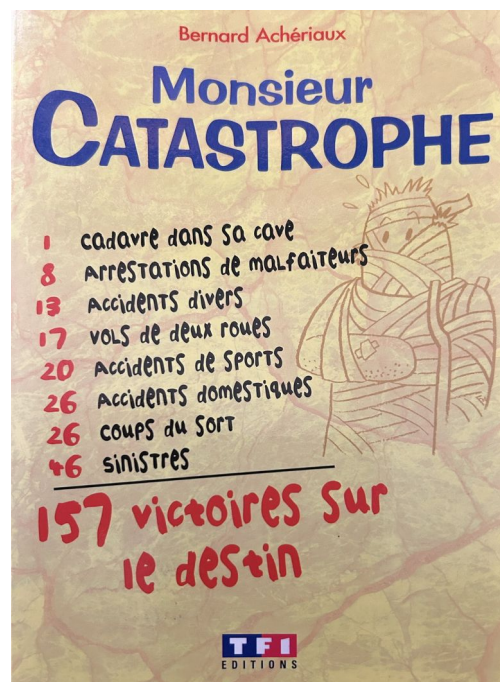 Bernard Achériaux
Monsieur
CATASTROPHE
1 cadavre dans sa cave
8 Arrestations de malfaiteurs
13 Accidents divers
17 vols de deux roues
20 Accidents de sports
26 Accidents domestiques
26 coups du sort
46 sinistres
157 victoires sur
le destin
TF1
EDITIONS